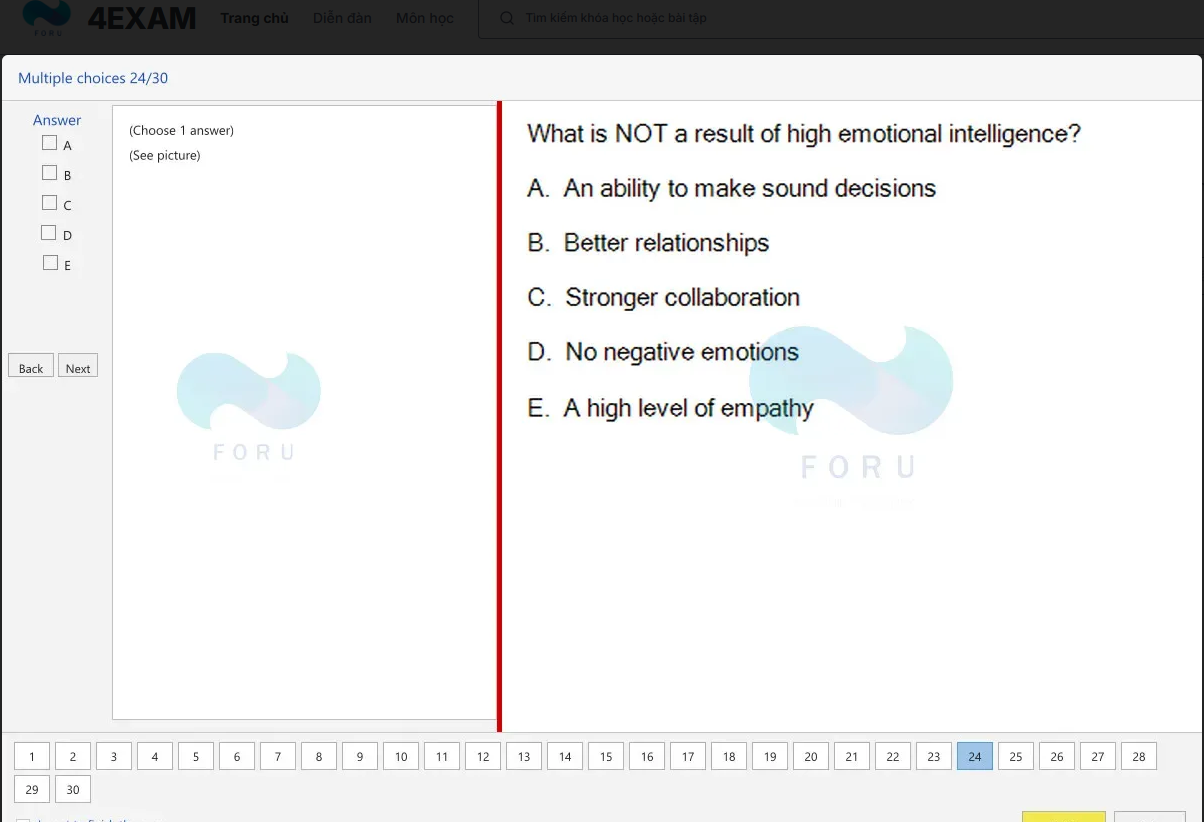 FORU
4EXAM
Trang chủ
Diễn đàn
Môn học
Tìm kiếm khóa học hoặc bài tập
Multiple choices 24/30
Answer
A
B
C
D
E
Back
Next
(Choose 1 answer)
(See picture)
FORU
What is NOT a result of high emotional intelligence?
A. An ability to make sound decisions
B. Better relationships
C. Stronger collaboration
D. No negative emotions
E. A high level of empathy
FORU
1 2 3 4 5 6 7 8 9 10 11 12 13 14 15 16 17 18 19 20 21 22 23 24 25 26 27 28
29 30